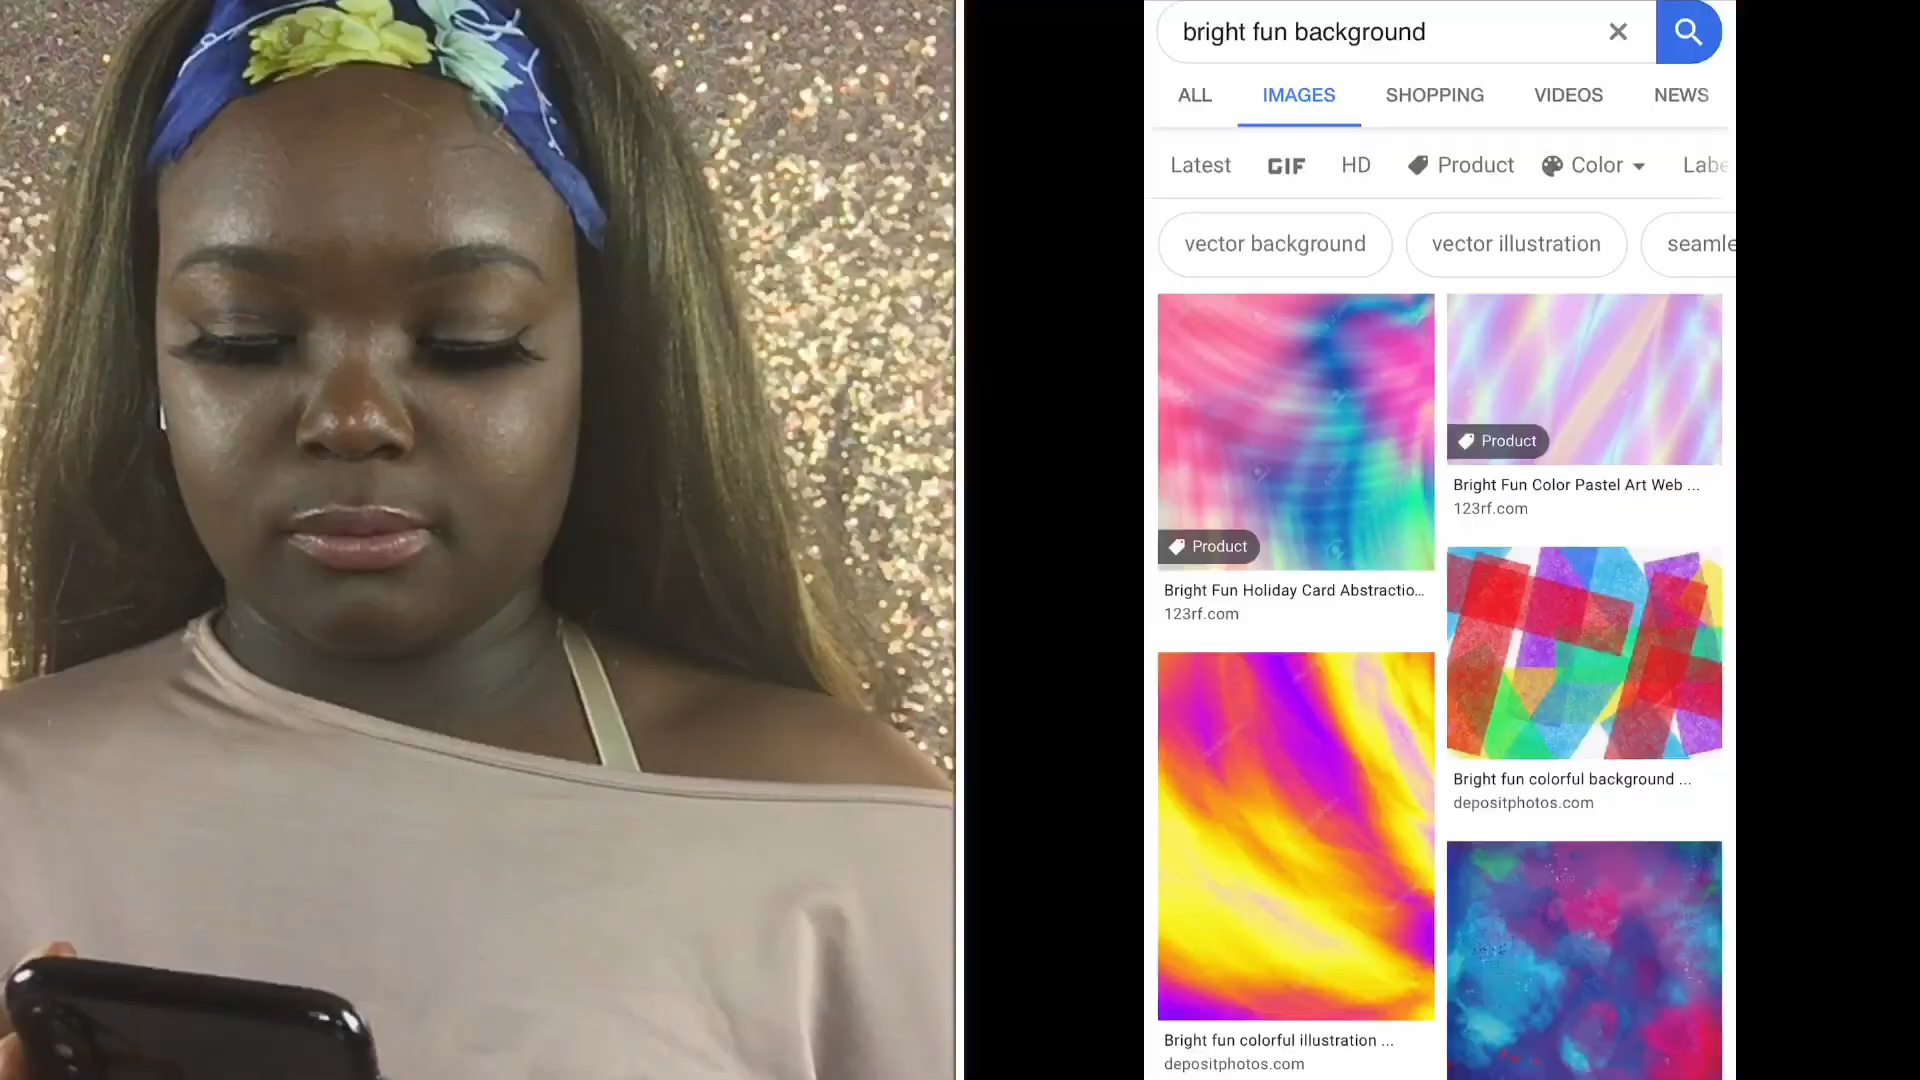 bright fun background
ALL IMAGES SHOPPING VIDEOS NEWS
Latest GIF HD Product Color Labe
vector background vector illustration seamle
Product
Bright Fun Holiday Card Abstractio...
123rf.com
Product
Bright Fun Color Pastel Art Web ...
123rf.com
Bright fun colorful background ...
depositphotos.com
Bright fun colorful illustration ...
depositphotos.com